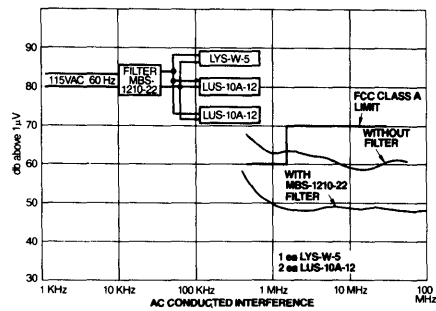 90
80
70
60
50
40
30
db above 1μV
115VAC 60 Hz
FILTER
MBS-
1210-22
LYS-W-5
LUS-10A-12
LUS-10A-12
FCC CLASS A
LIMIT
WITHOUT
FILTER
WITH
MBS-1210-22
FILTER
1 ea LYS-W-5
2 ea LUS-10A-12
1 KHz
10 KHz
100 KHz
1 MHz
10 MHz
100
MHz
AC CONDUCTED INTERFERENCE